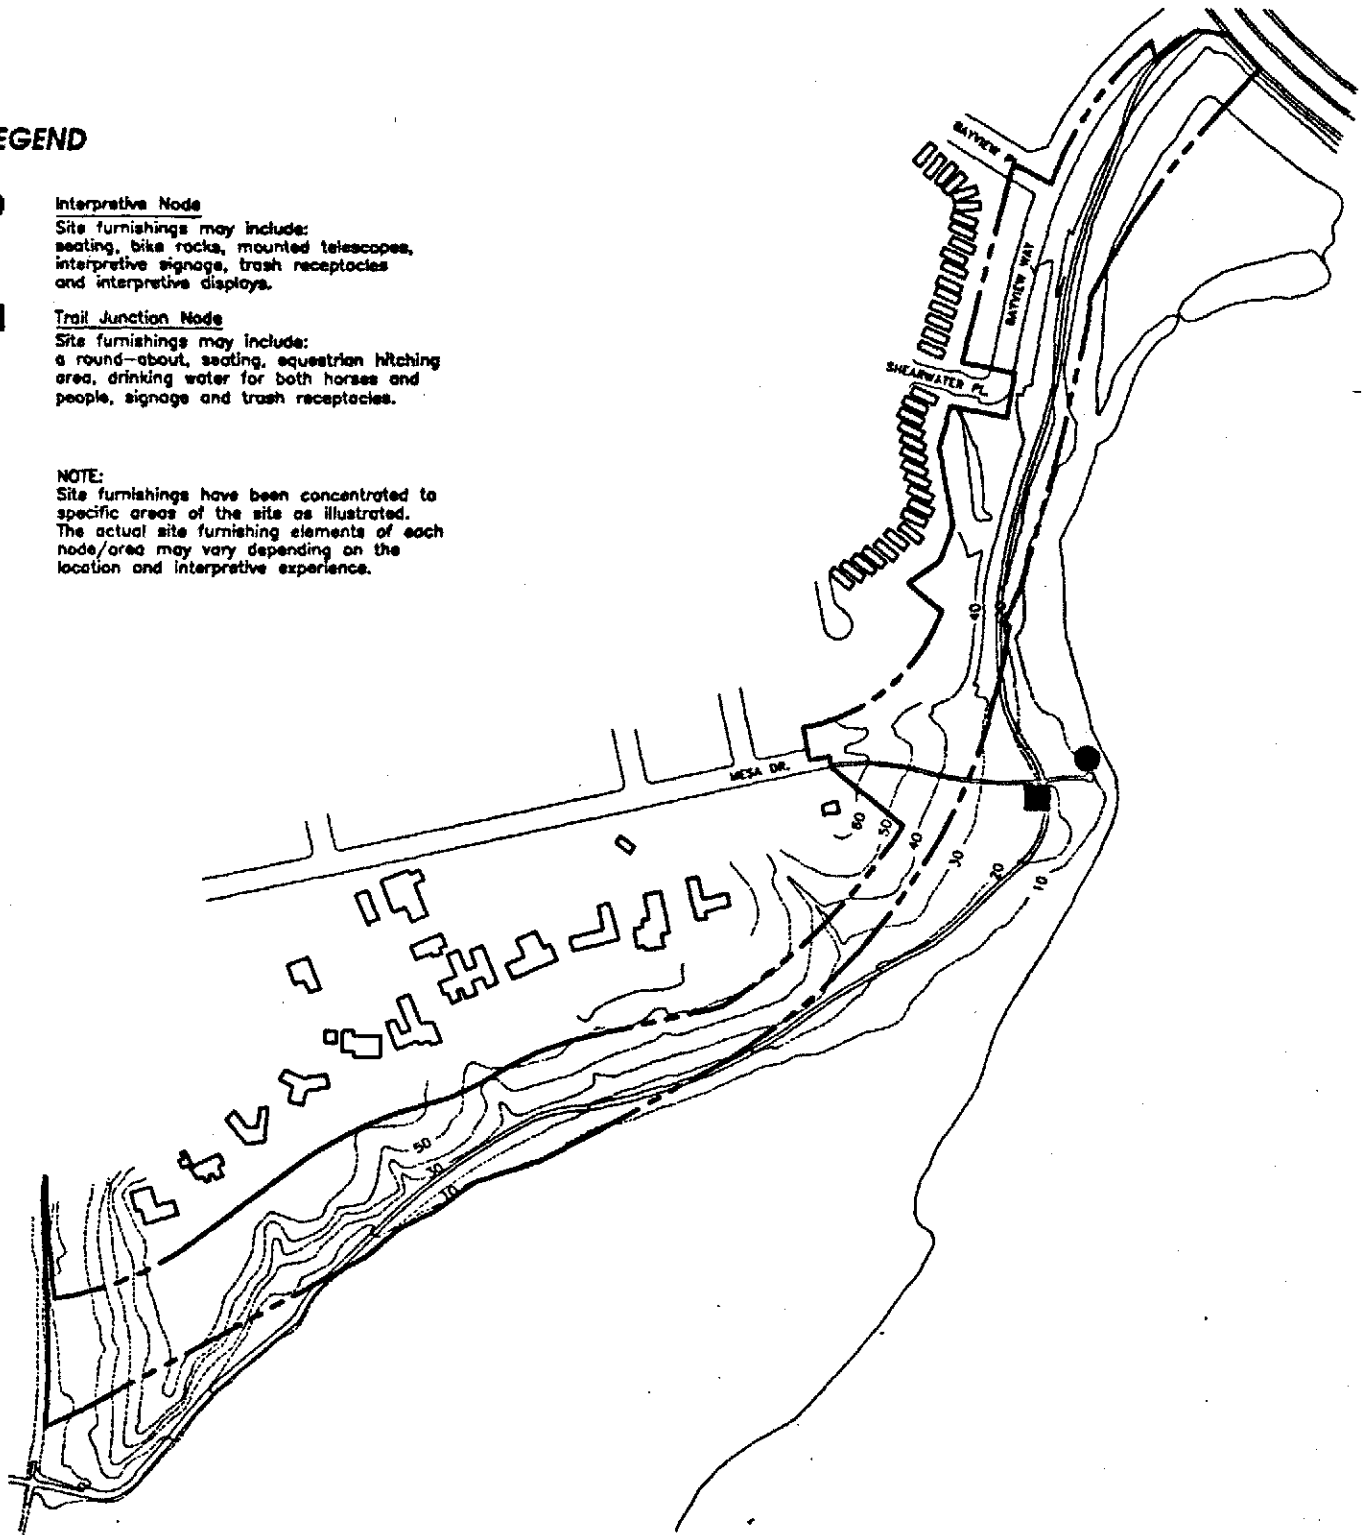 EGEND
Interpretive Node
Site furnishings may include:
seating, bike racks, mounted telescopes,
interpretive signage, trash receptacles
and interpretive displays.
Trail Junction Node
Site furnishings may include:
a round-about, seating, equestrian hitching
area, drinking water for both horses and
people, signage and trash receptacles.
NOTE:
Site furnishings have been concentrated to
specific areas of the site as illustrated.
The actual site furnishing elements of each
node/area may vary depending on the
location and interpretive experience.
BAYVIEW PL.
BAYVIEW WAY
SHEARWATER PL.
40
MESA DR.
60
50
40
30
20
10
50
30
10